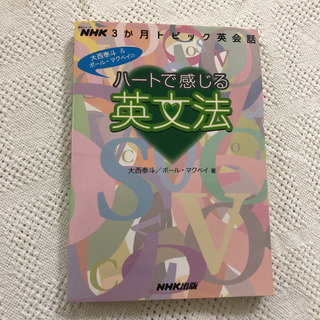 NHK 3か月トピック英会話
大西泰斗 &
ポール・マクベイの
ハートで感じる
英文法
大西泰斗/ポール・マクベイ 著
NHK出版